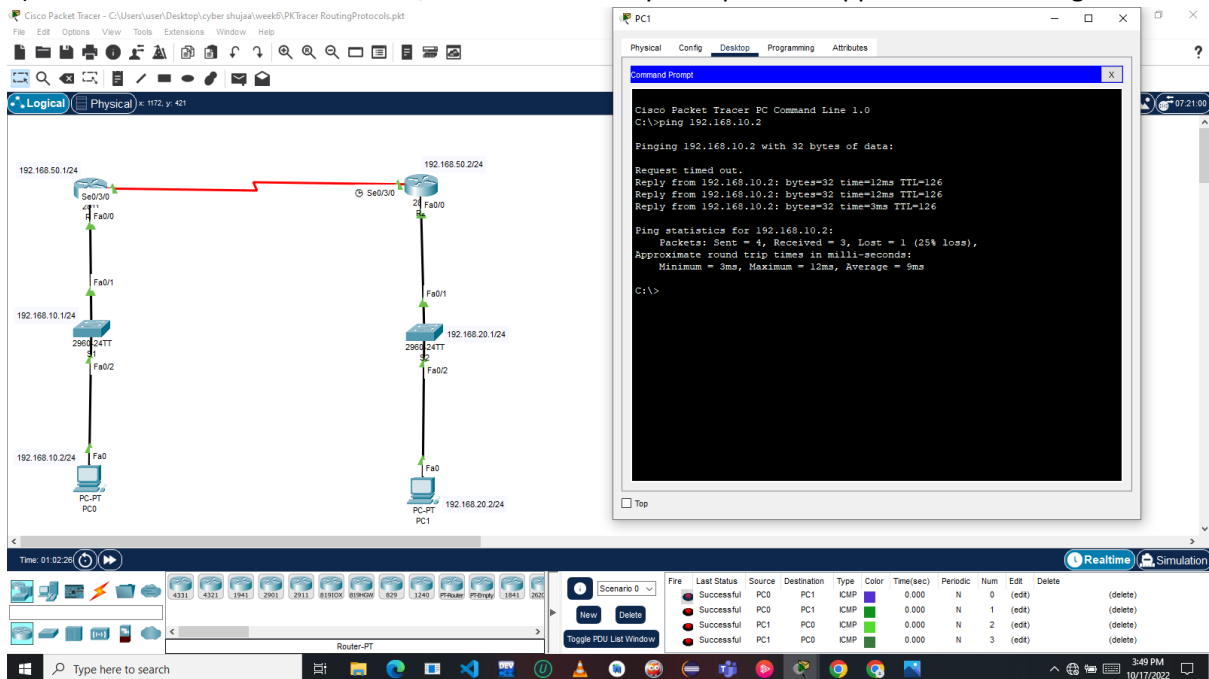 Cisco Packet Tracer - C:\Users\user\Desktop\cyber shujaa\week6\PKTracer RoutingProtocols.pkt
File Edit Options View Tools Extensions Window Help
?
Logical Physical x: 1172, y: 421
07:21:00
192.168.50.1/24
Se0/3/0
Fa0/0
Fa0/1
192.168.10.1/24
2960-24TT
S1
Fa0/2
192.168.10.2/24
Fa0
PC-PT
PC0
192.168.50.2/24
Se0/3/0
Fa0/0
Fa0/1
192.168.20.1/24
2960-24TT
S2
Fa0/2
Fa0
192.168.20.2/24
PC-PT
PC1
PC1
Physical Config Desktop Programming Attributes
Command Prompt
X
Cisco Packet Tracer PC Command Line 1.0
C:\>ping 192.168.10.2
Pinging 192.168.10.2 with 32 bytes of data:
Request timed out.
Reply from 192.168.10.2: bytes=32 time=12ms TTL=126
Reply from 192.168.10.2: bytes=32 time=12ms TTL=126
Reply from 192.168.10.2: bytes=32 time=3ms TTL=126
Ping statistics for 192.168.10.2:
Packets: Sent = 4, Received = 3, Lost = 1 (25% loss),
Approximate round trip times in milli-seconds:
Minimum = 3ms, Maximum = 12ms, Average = 9ms
C:\>
Top
Time: 01:02:26
Realtime Simulation
4331 4321 1941 2901 2911 819IOX 819HGW 829 1240 PT-Router PT-Empty 1841 262
Router-PT
Scenario 0
New Delete
Toggle PDU List Window
Fire Last Status Source Destination Type Color Time(sec) Periodic Num Edit Delete
Successful PC0 PC1 ICMP 0.000 N 0 (edit) (delete)
Successful PC0 PC1 ICMP 0.000 N 1 (edit) (delete)
Successful PC1 PC0 ICMP 0.000 N 2 (edit) (delete)
Successful PC1 PC0 ICMP 0.000 N 3 (edit) (delete)
Type here to search
3:49 PM
10/17/2022